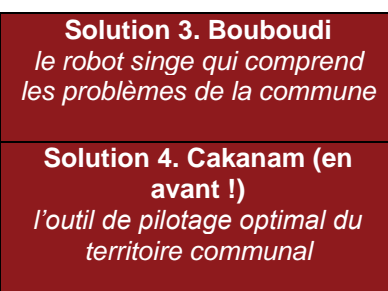 Solution 3. Bouboudi
le robot singe qui comprend
les problèmes de la commune
Solution 4. Cakanam (en
avant !)
l'outil de pilotage optimal du
territoire communal